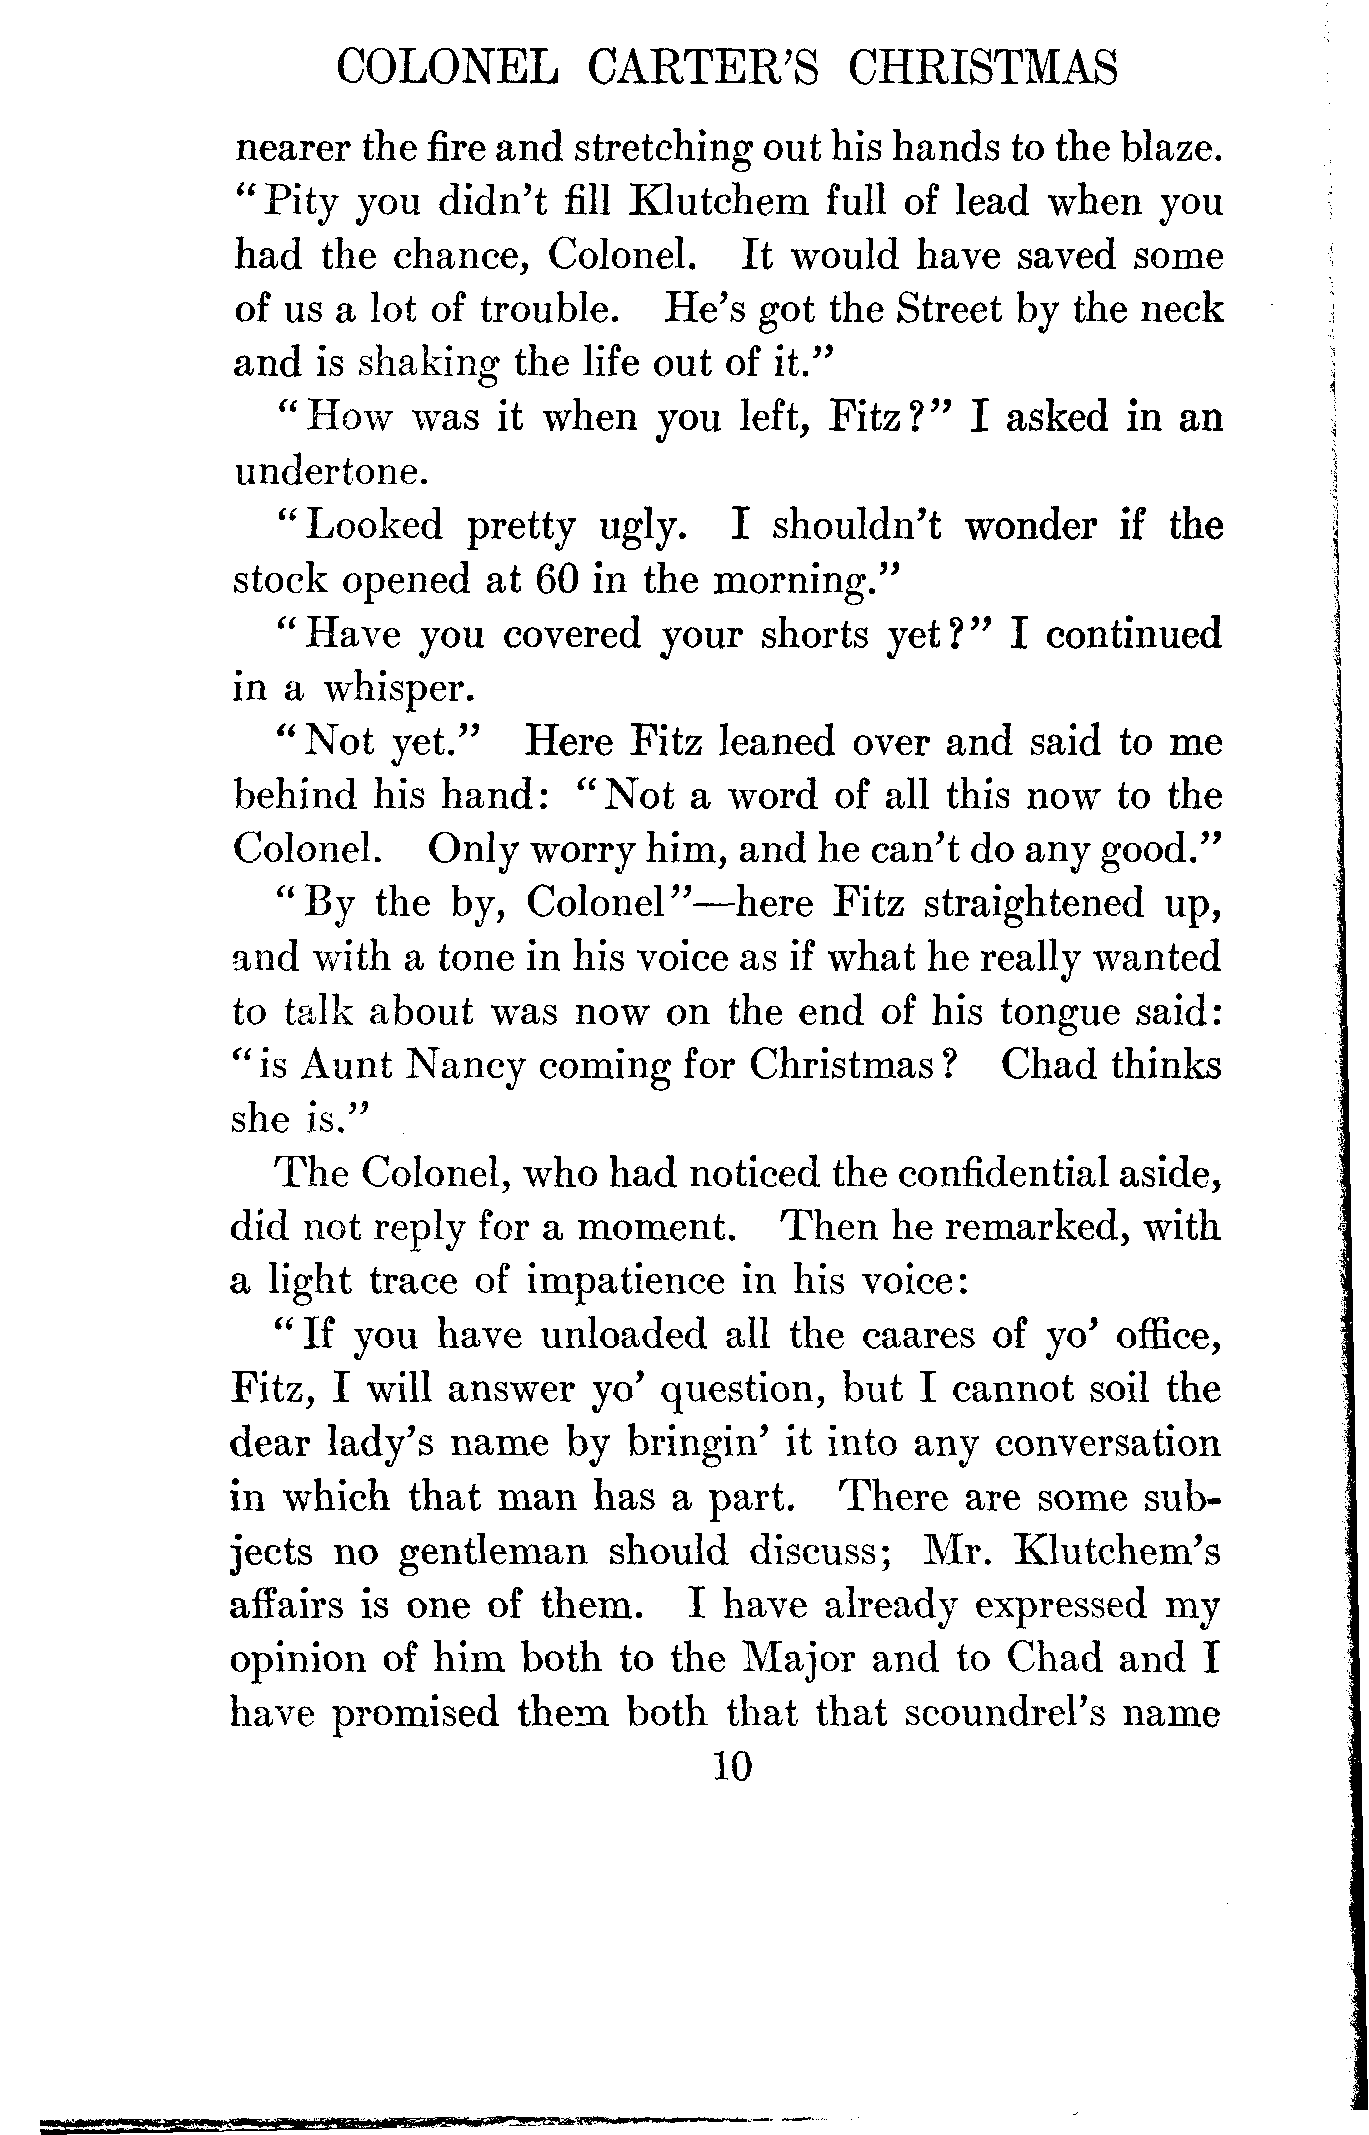 COLONEL CARTER'S CHRISTMAS
nearer the fire and stretching out his hands to the blaze.
"Pity you didn't fill Klutchem full of lead when you
had the chance, Colonel. It would have saved some
of us a lot of trouble. He's got the Street by the neck
and is shaking the life out of it."
"How was it when you left, Fitz?" I asked in an
undertone.
"Looked pretty ugly. I shouldn't wonder if the
stock opened at 60 in the morning."
"Have you covered your shorts yet?" I continued
in a whisper.
"Not yet." Here Fitz leaned over and said to me
behind his hand: "Not a word of all this now to the
Colonel. Only worry him, and he can't do any good."
"By the by, Colonel"—here Fitz straightened up,
and with a tone in his voice as if what he really wanted
to talk about was now on the end of his tongue said:
"is Aunt Nancy coming for Christmas? Chad thinks
she is."
The Colonel, who had noticed the confidential aside,
did not reply for a moment. Then he remarked, with
a light trace of impatience in his voice:
"If you have unloaded all the caares of yo' office,
Fitz, I will answer yo' question, but I cannot soil the
dear lady's name by bringin' it into any conversation
in which that man has a part. There are some sub-
jects no gentleman should discuss; Mr. Klutchem's
affairs is one of them. I have already expressed my
opinion of him both to the Major and to Chad and I
have promised them both that that scoundrel's name
10